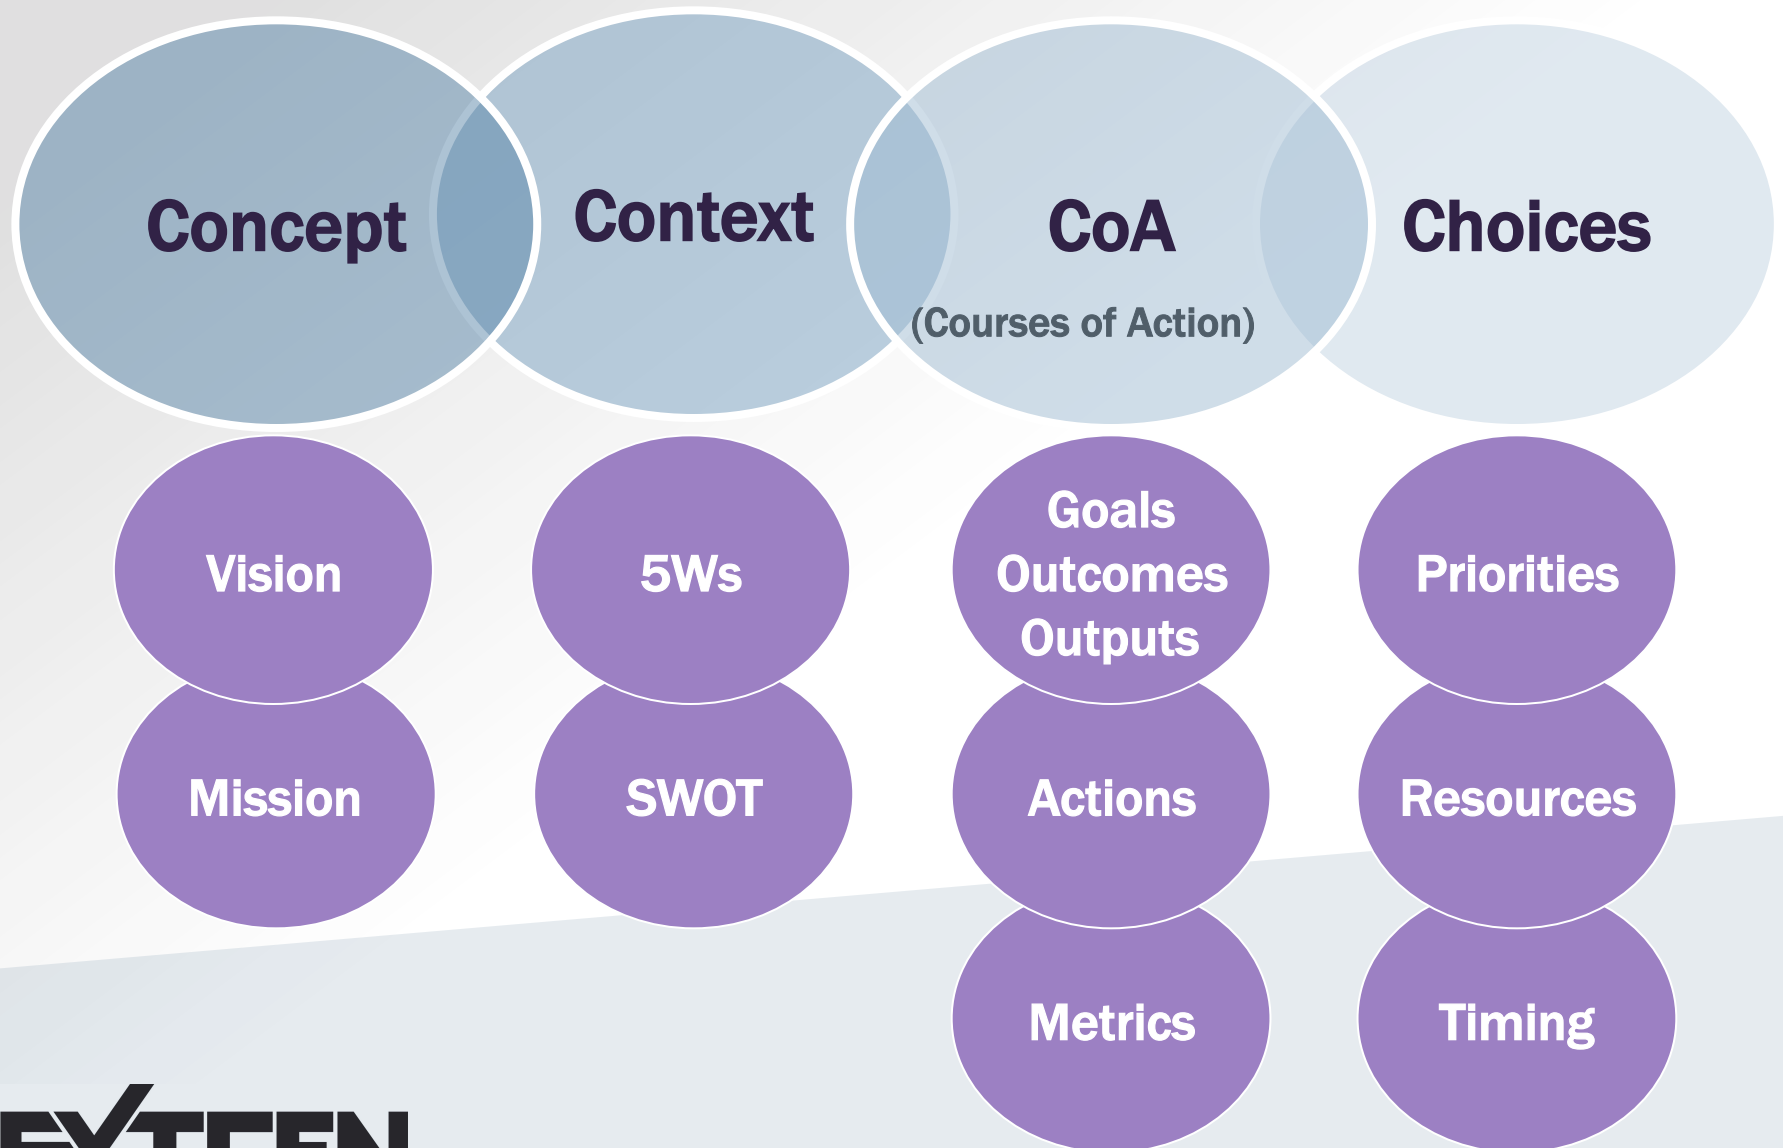 Concept
Context
CoA
(Courses of Action)
Choices
Vision
5Ws
Goals
Outcomes
Outputs
Priorities
Mission
SWOT
Actions
Resources
Metrics
Timing